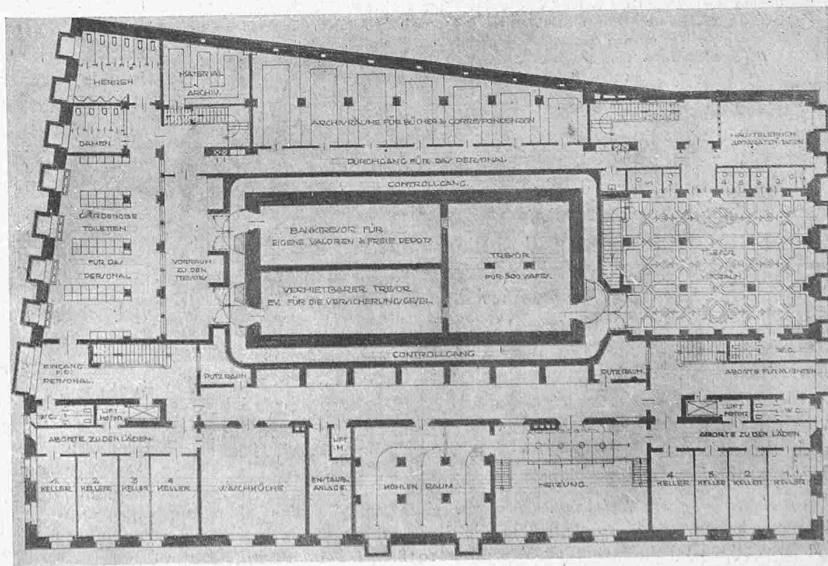 HERREN
MATERIAL
ARCHIV.
ARCHIVRÄUME FÜR BÜCHER & CORRESPONDENZEN
DAMEN
DURCHGANG FÜR DAS PERSONAL
CONTROLLGANG.
GARDEROBE
TOILETTEN
FÜR DAS
PERSONAL
VORRAUM
ZU DEN
TRESORS
BANKTRESOR FÜR
EIGENE VALOREN & FREIE DEPOTS
TRESOR
FÜR 500 SAFES.
VERMIETBARER TRESOR
EV. FÜR DIE VERSICHERUNGSGESEL.
TRESOR
CONTROLLGANG
EINGANG
F.D.
PERSONAL.
PUTZRAUM
PUTZRAUM.
W.C.
ABORTE FÜR KLIENTEN
W.C.
LIFT
MOTOR
LIFT
MOTOR
W.C.
ABORTE ZU DEN LÄDEN
LIFT
M.
ABORTE ZU DEN LÄDEN
1.
KELLER
2.
KELLER
3
KELLER
4
KELLER.
WASCHKÜCHE
ENTSTAUB.
ANLAGE.
KOHLEN RAUM
HEIZUNG
4
KELLER
3.
KELLER
2
KELLER
1.
KELLER